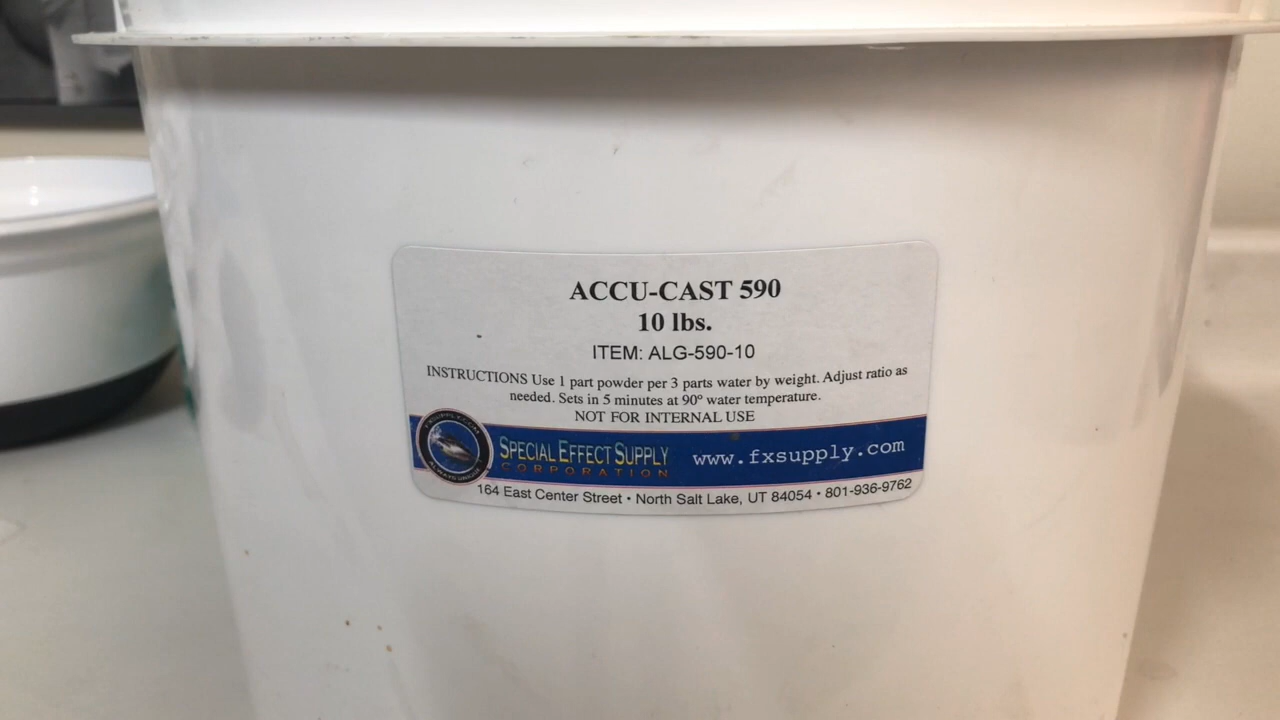 ACCU-CAST 590
10 lbs.
ITEM: ALG-590-10
INSTRUCTIONS Use 1 part powder per 3 parts water by weight. Adjust ratio as
needed. Sets in 5 minutes at 90º water temperature.
NOT FOR INTERNAL USE
FXSUPPLY.COM
SPECIAL EFFECT SUPPLY
CORPORATION
www.fxsupply.com
164 East Center Street • North Salt Lake, UT 84054 • 801-936-9762